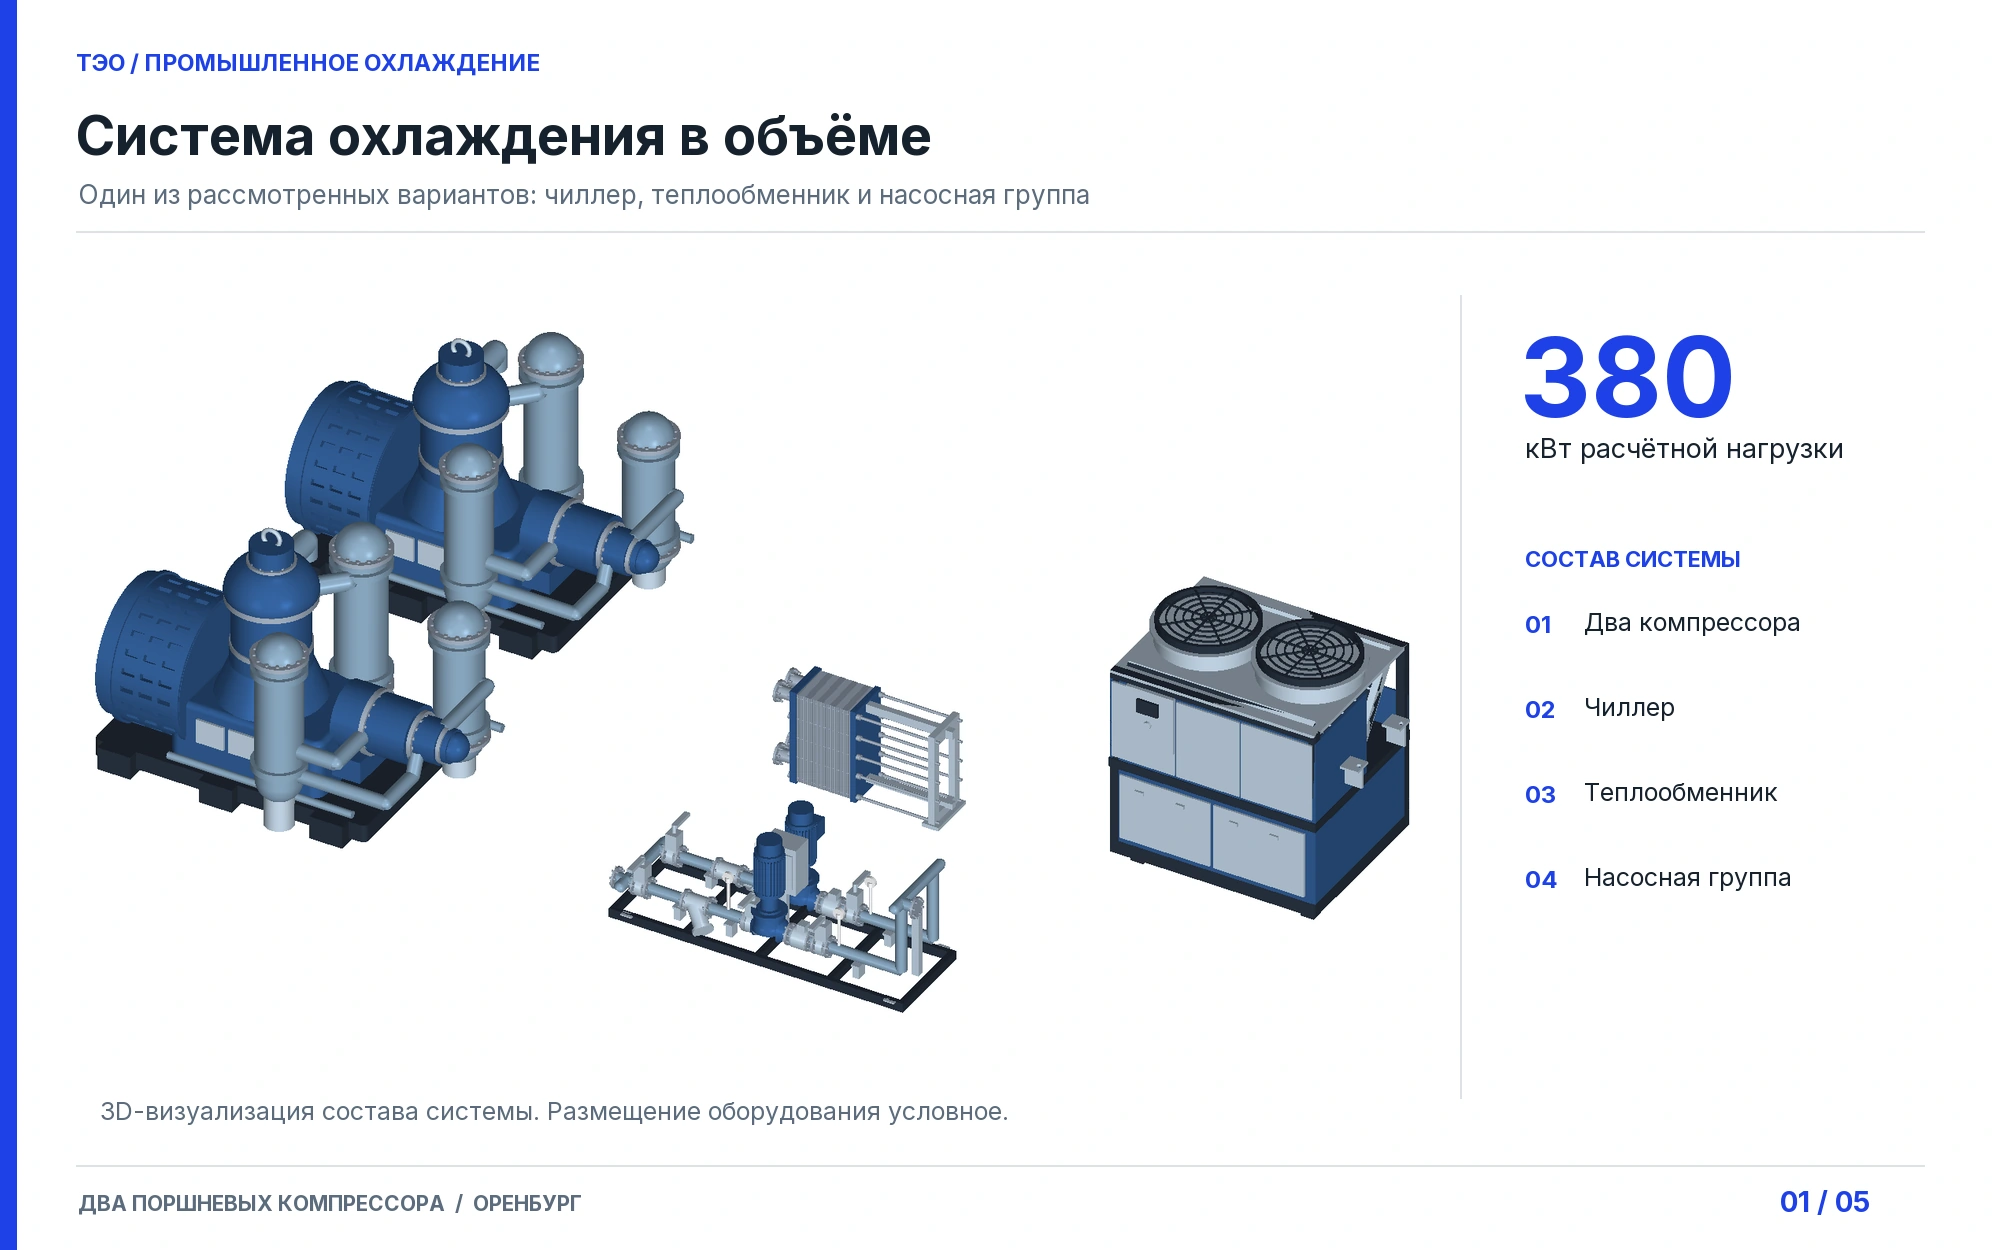 ТЭО / ПРОМЫШЛЕННОЕ ОХЛАЖДЕНИЕ
Система охлаждения в объёме
Один из рассмотренных вариантов: чиллер, теплообменник и насосная группа
380
кВт расчётной нагрузки
СОСТАВ СИСТЕМЫ
01 Два компрессора
02 Чиллер
03 Теплообменник
04 Насосная группа
3D-визуализация состава системы. Размещение оборудования условное.
ДВА ПОРШНЕВЫХ КОМПРЕССОРА / ОРЕНБУРГ
01 / 05